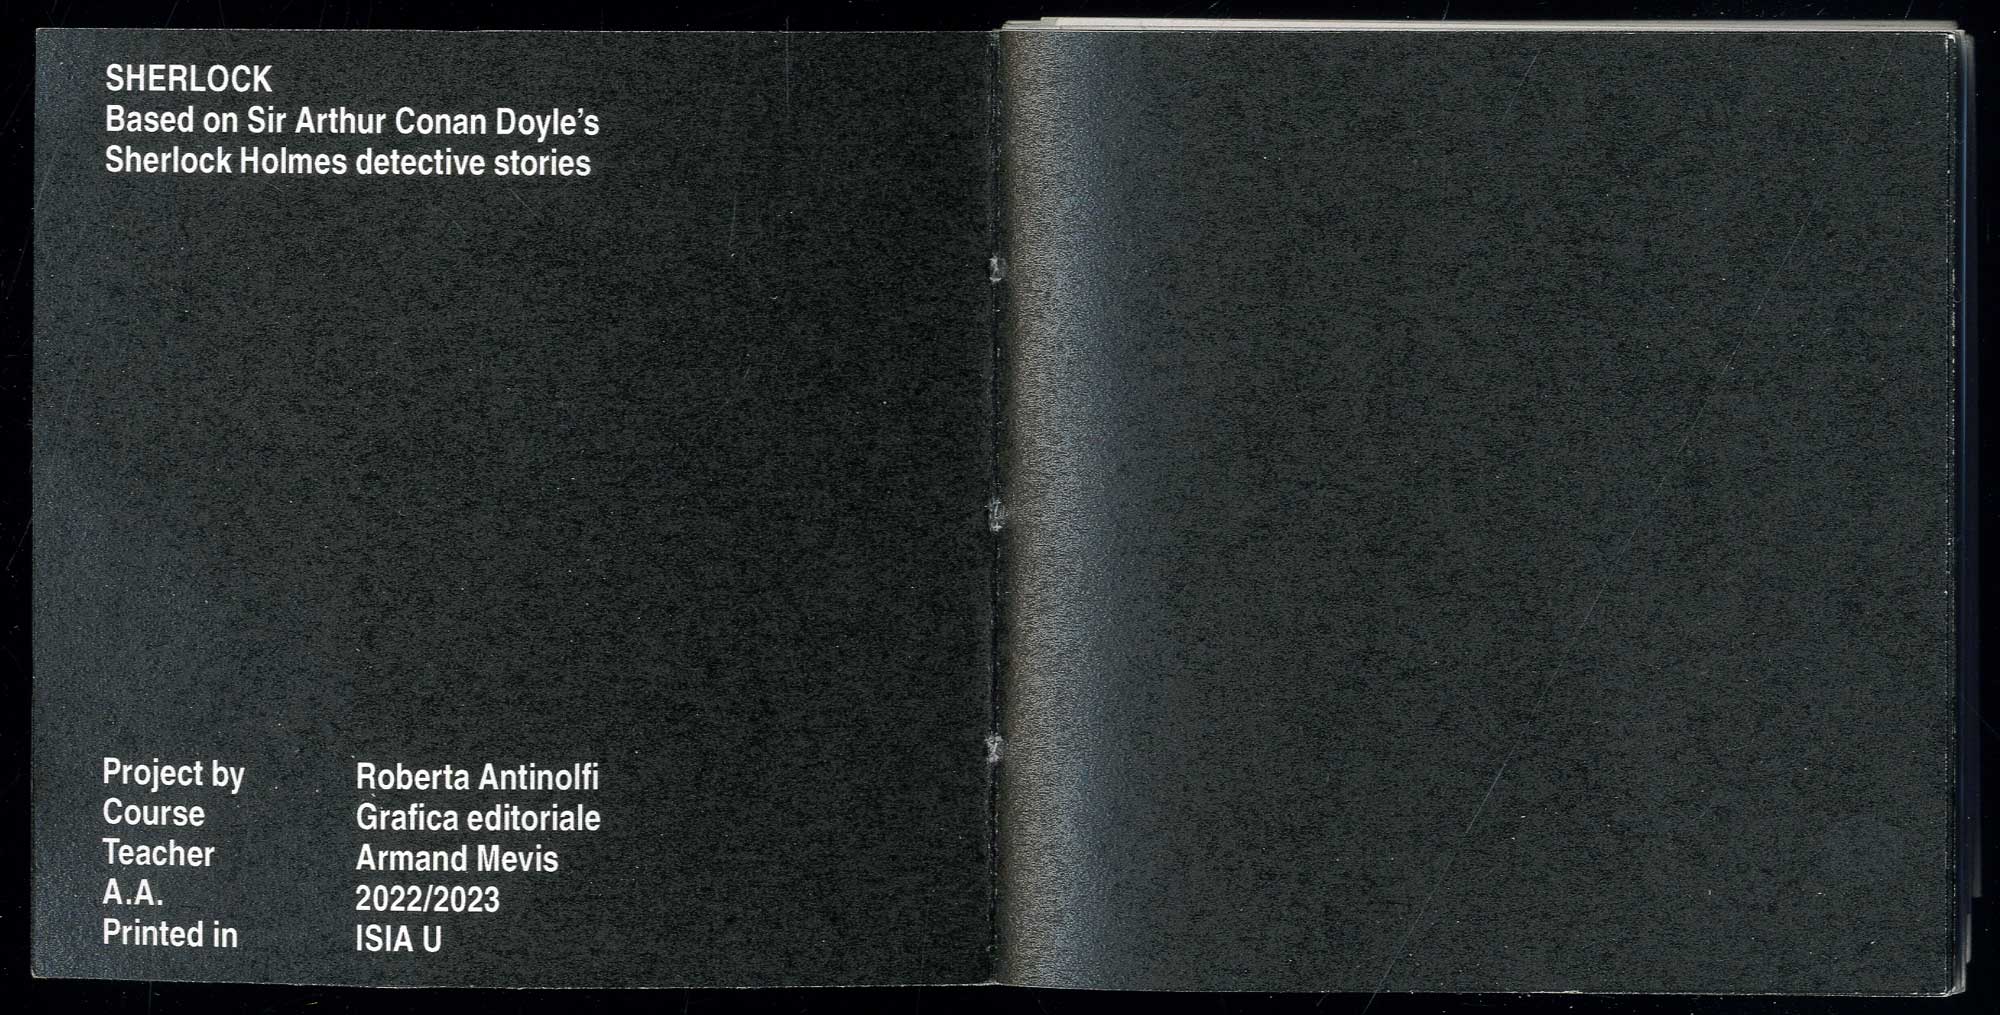 SHERLOCK
Based on Sir Arthur Conan Doyle’s
Sherlock Holmes detective stories
Project by Roberta Antinolfi
Course Grafica editoriale
Teacher Armand Mevis
A.A. 2022/2023
Printed in ISIA U